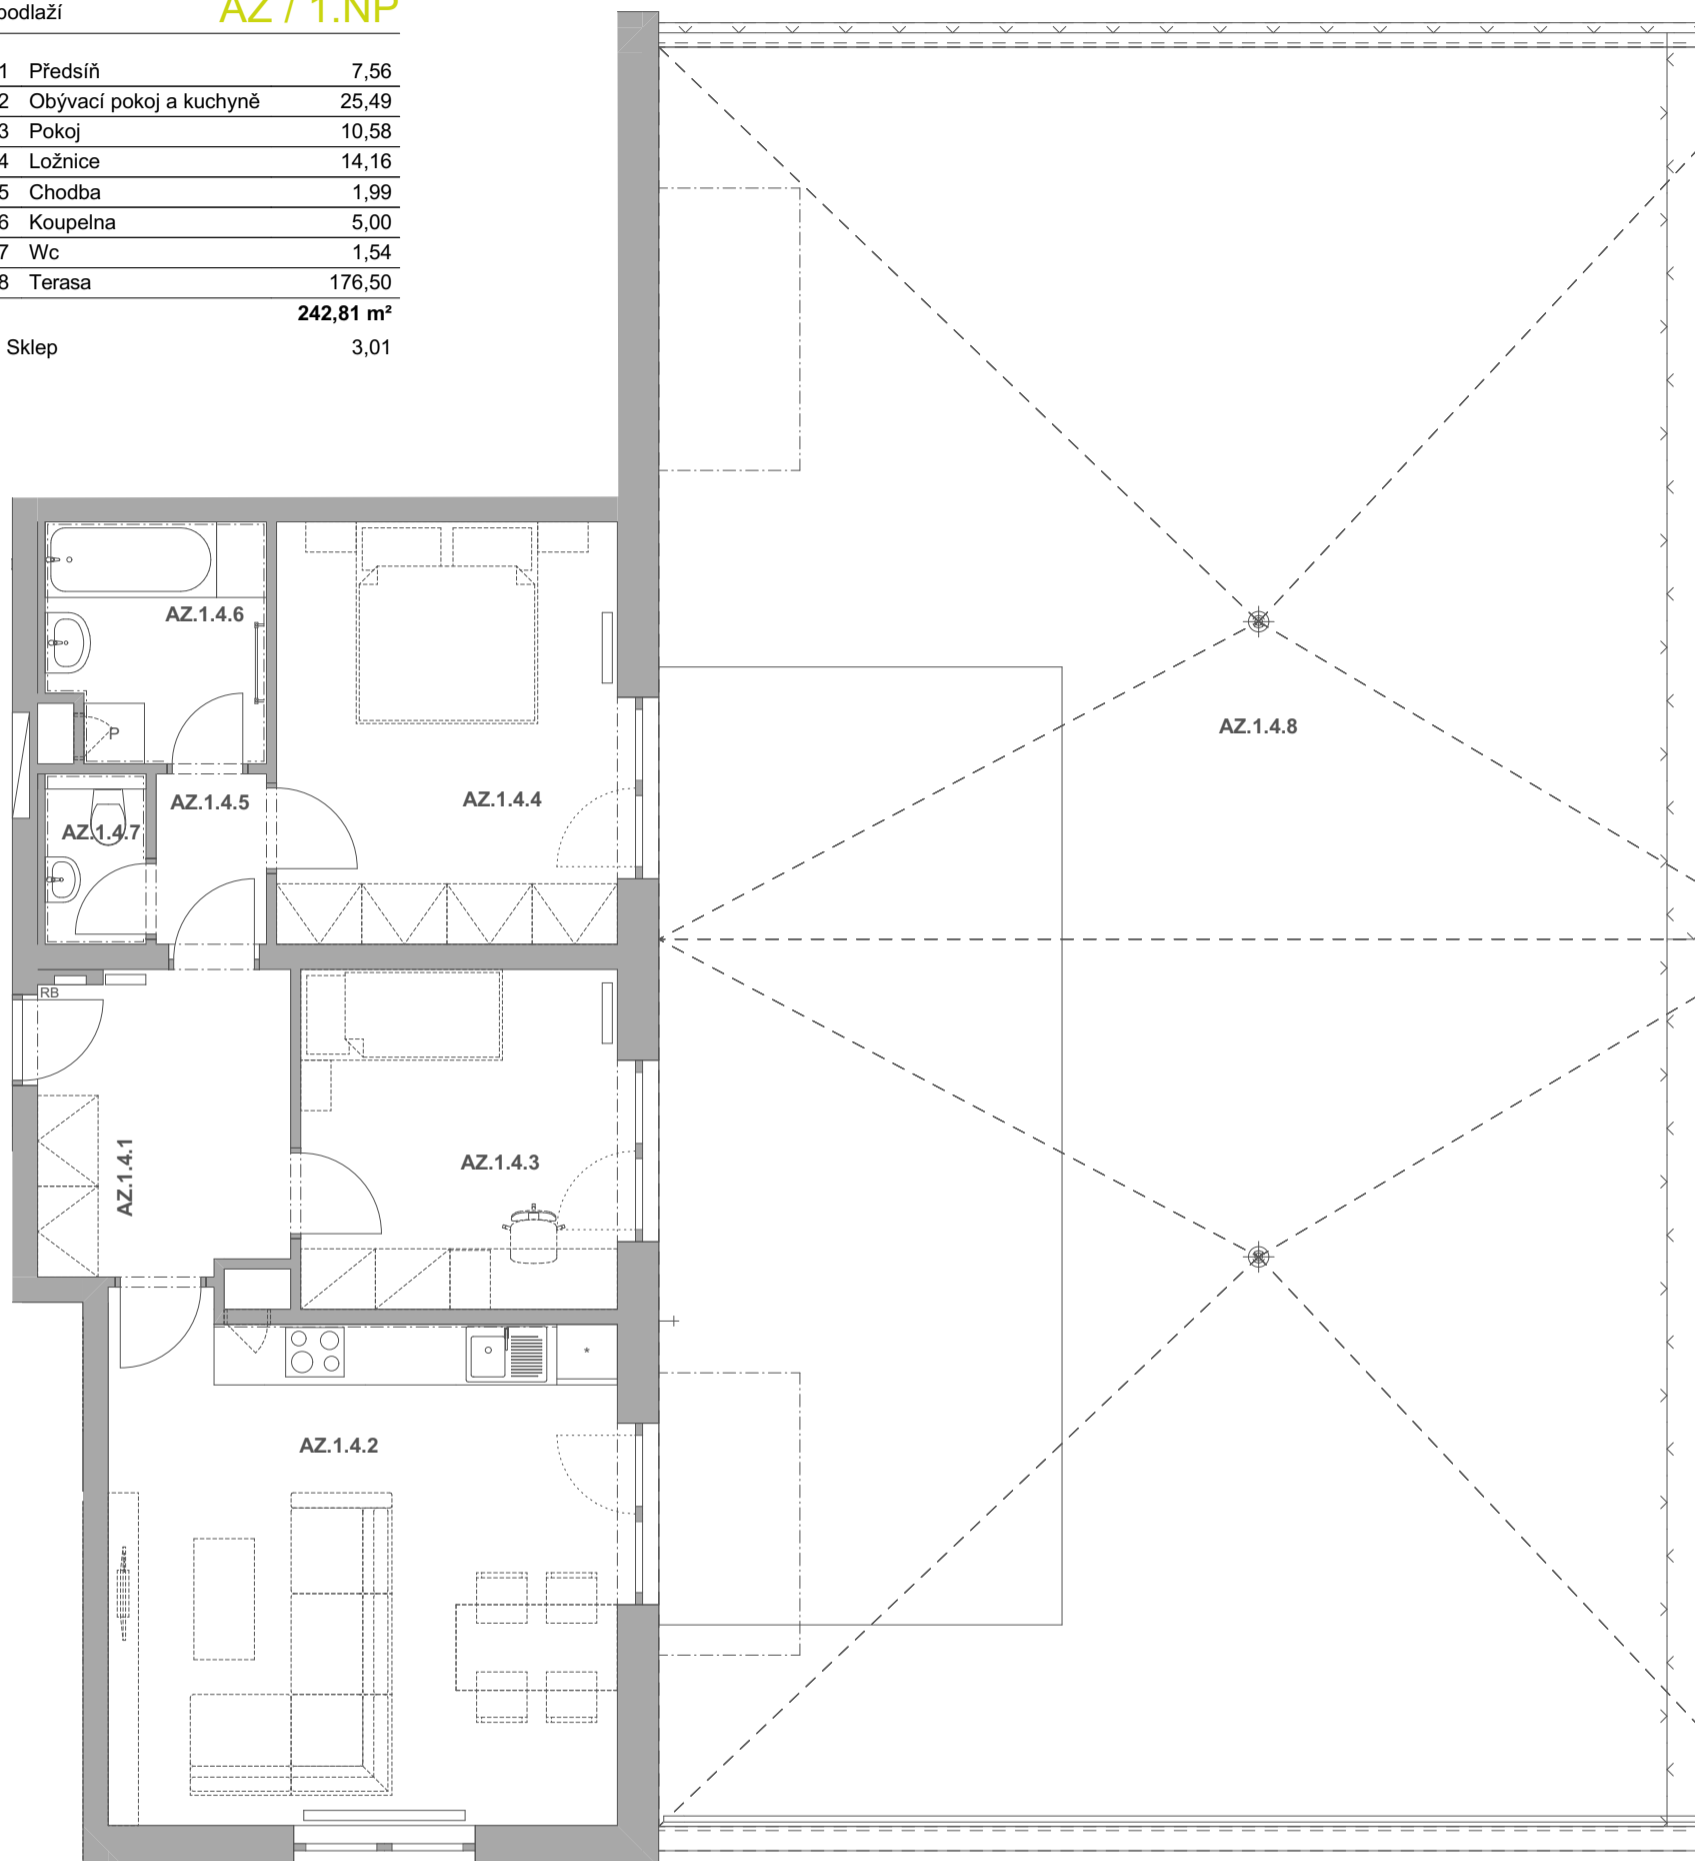 podlaží AZ / 1.NP
1 Předsíň 7,56
2 Obývací pokoj a kuchyně 25,49
3 Pokoj 10,58
4 Ložnice 14,16
5 Chodba 1,99
6 Koupelna 5,00
7 Wc 1,54
8 Terasa 176,50
242,81 m²
Sklep 3,01
AZ.1.4.6
P
AZ.1.4.8
AZ.1.4.5
AZ.1.4.4
AZ.1.4.7
RB
AZ.1.4.1
AZ.1.4.3
*
AZ.1.4.2